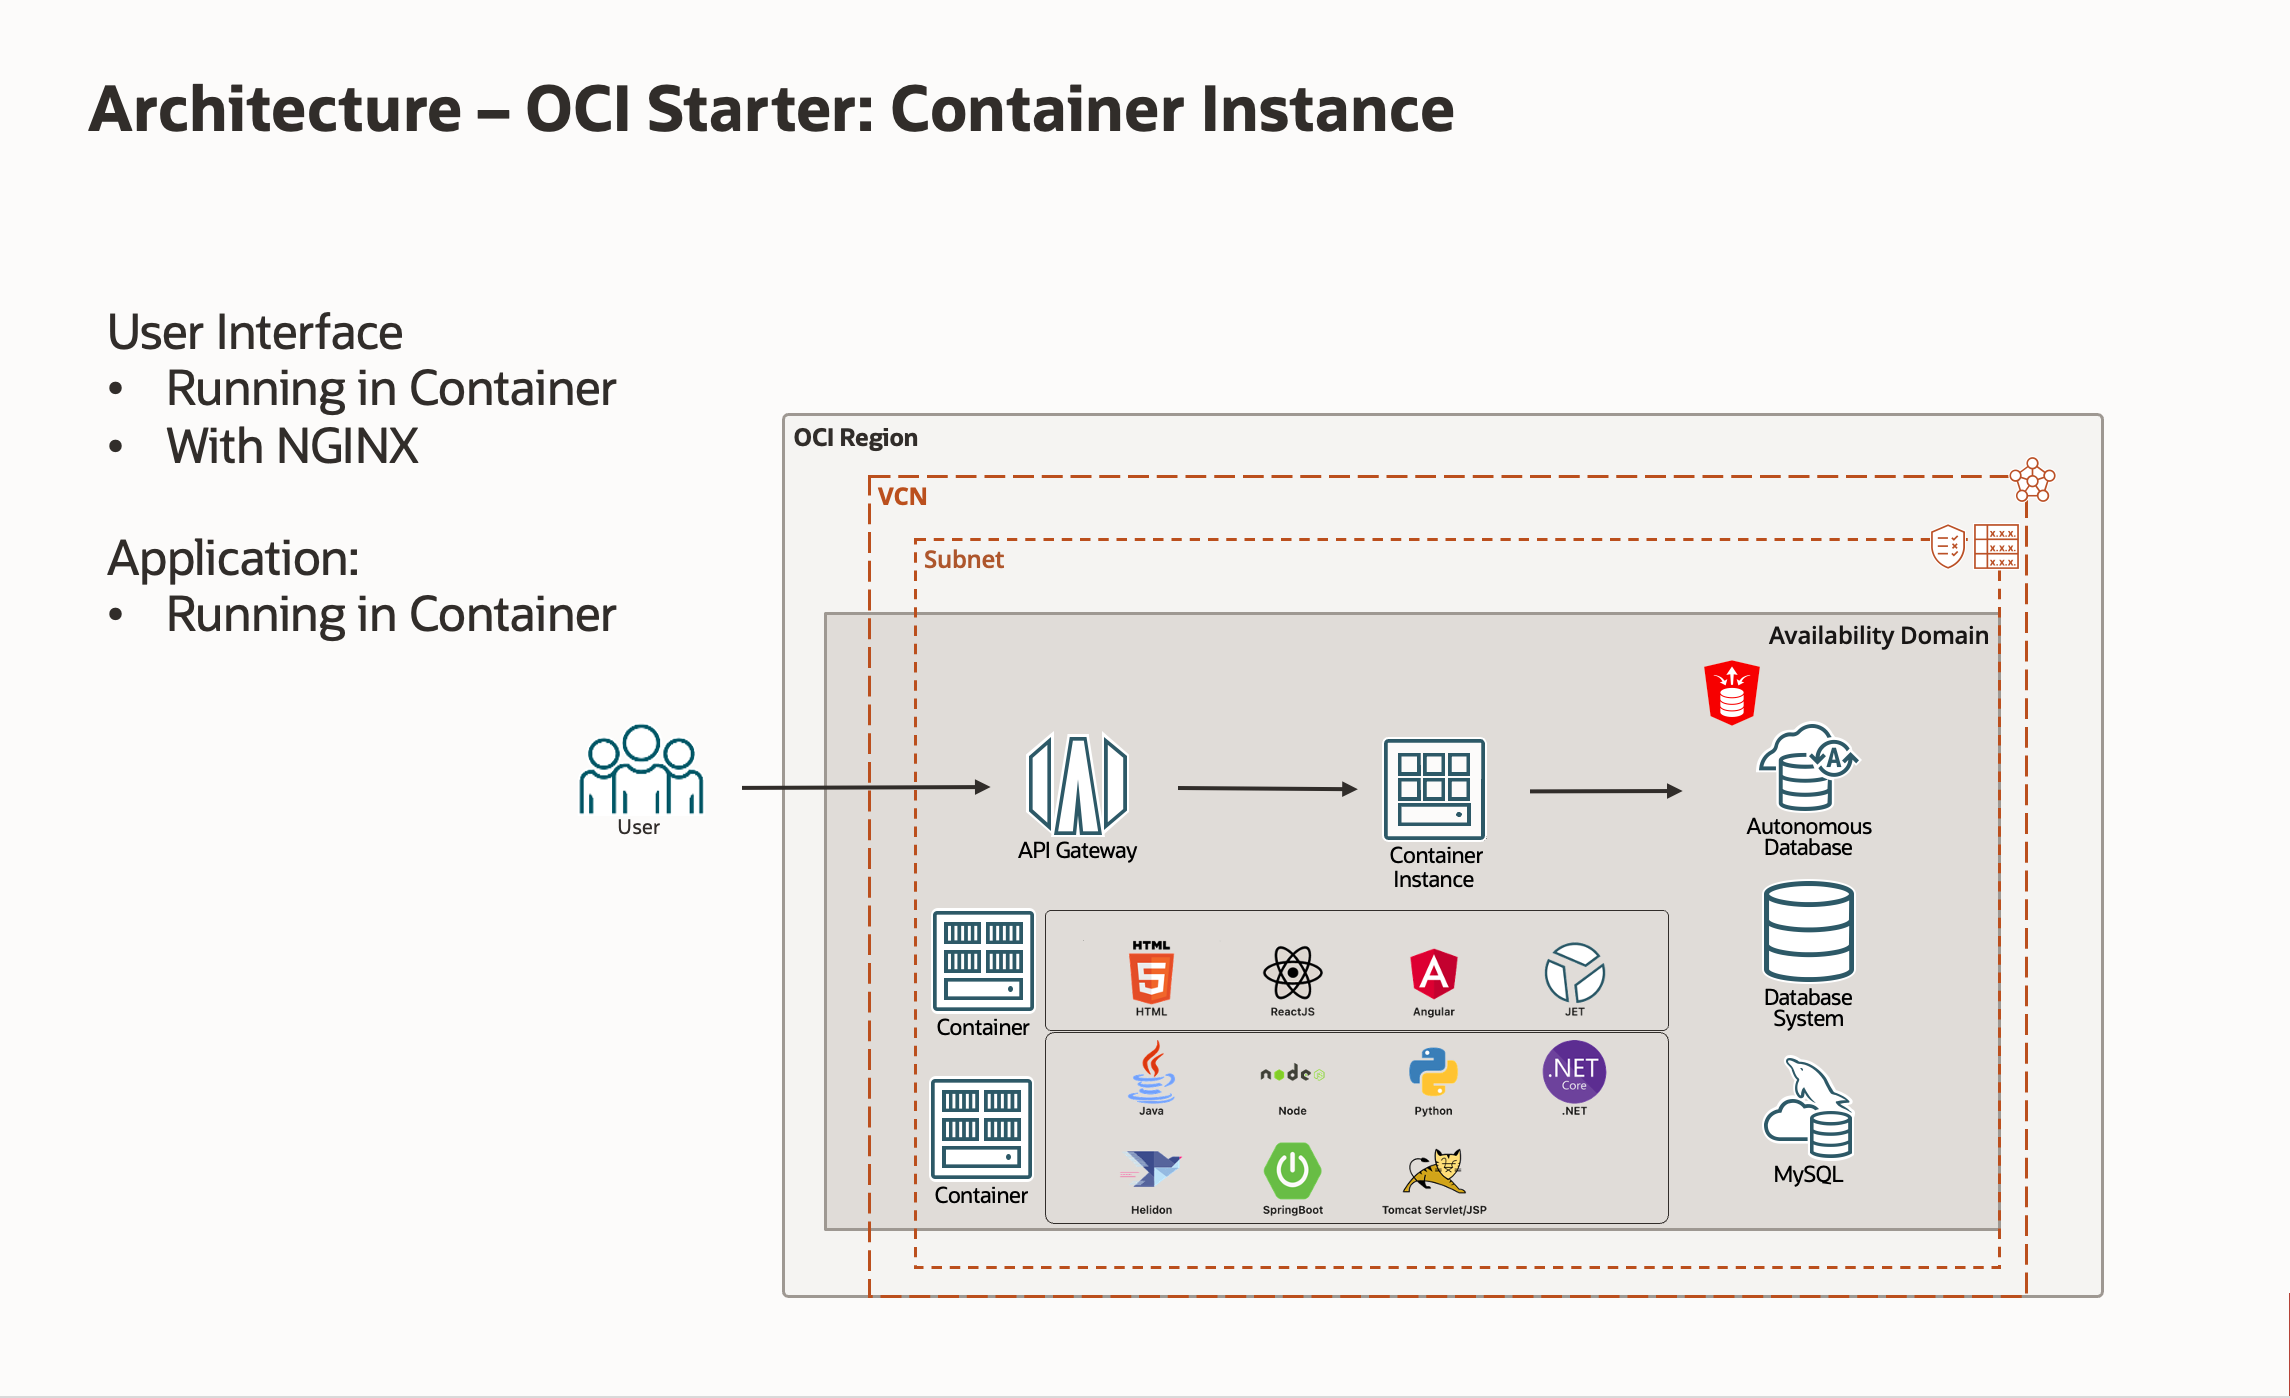 Architecture – OCI Starter: Container Instance
User Interface
• Running in Container
• With NGINX
Application:
• Running in Container
OCI Region
VCN
Subnet
X.X.X.
X.X.X.
X.X.X.
Availability Domain
User
API Gateway
Container
Instance
A
Autonomous
Database
Container
HTML
5
HTML
ReactJS
A
Angular
JET
Database
System
Container
Java
node
Node
Python
.NET
Core
.NET
Helidon
SpringBoot
Tomcat Servlet/JSP
MySQL